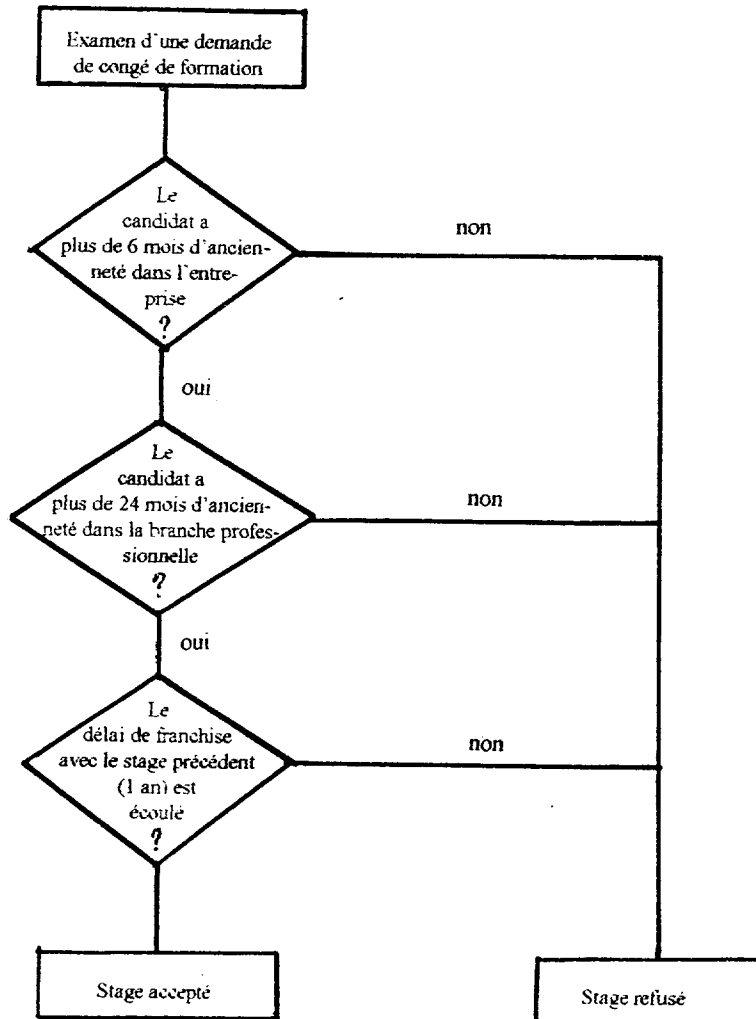 Examen d'une demande
de congé de formation
Le
candidat a
plus de 6 mois d'ancien-
neté dans l'entre-
prise
?
non
oui
Le
candidat a
plus de 24 mois d'ancien-
neté dans la branche profes-
sionnelle
?
non
oui
Le
délai de franchise
avec le stage précédent
(1 an) est
écoulé
?
non
Stage accepté
Stage refusé